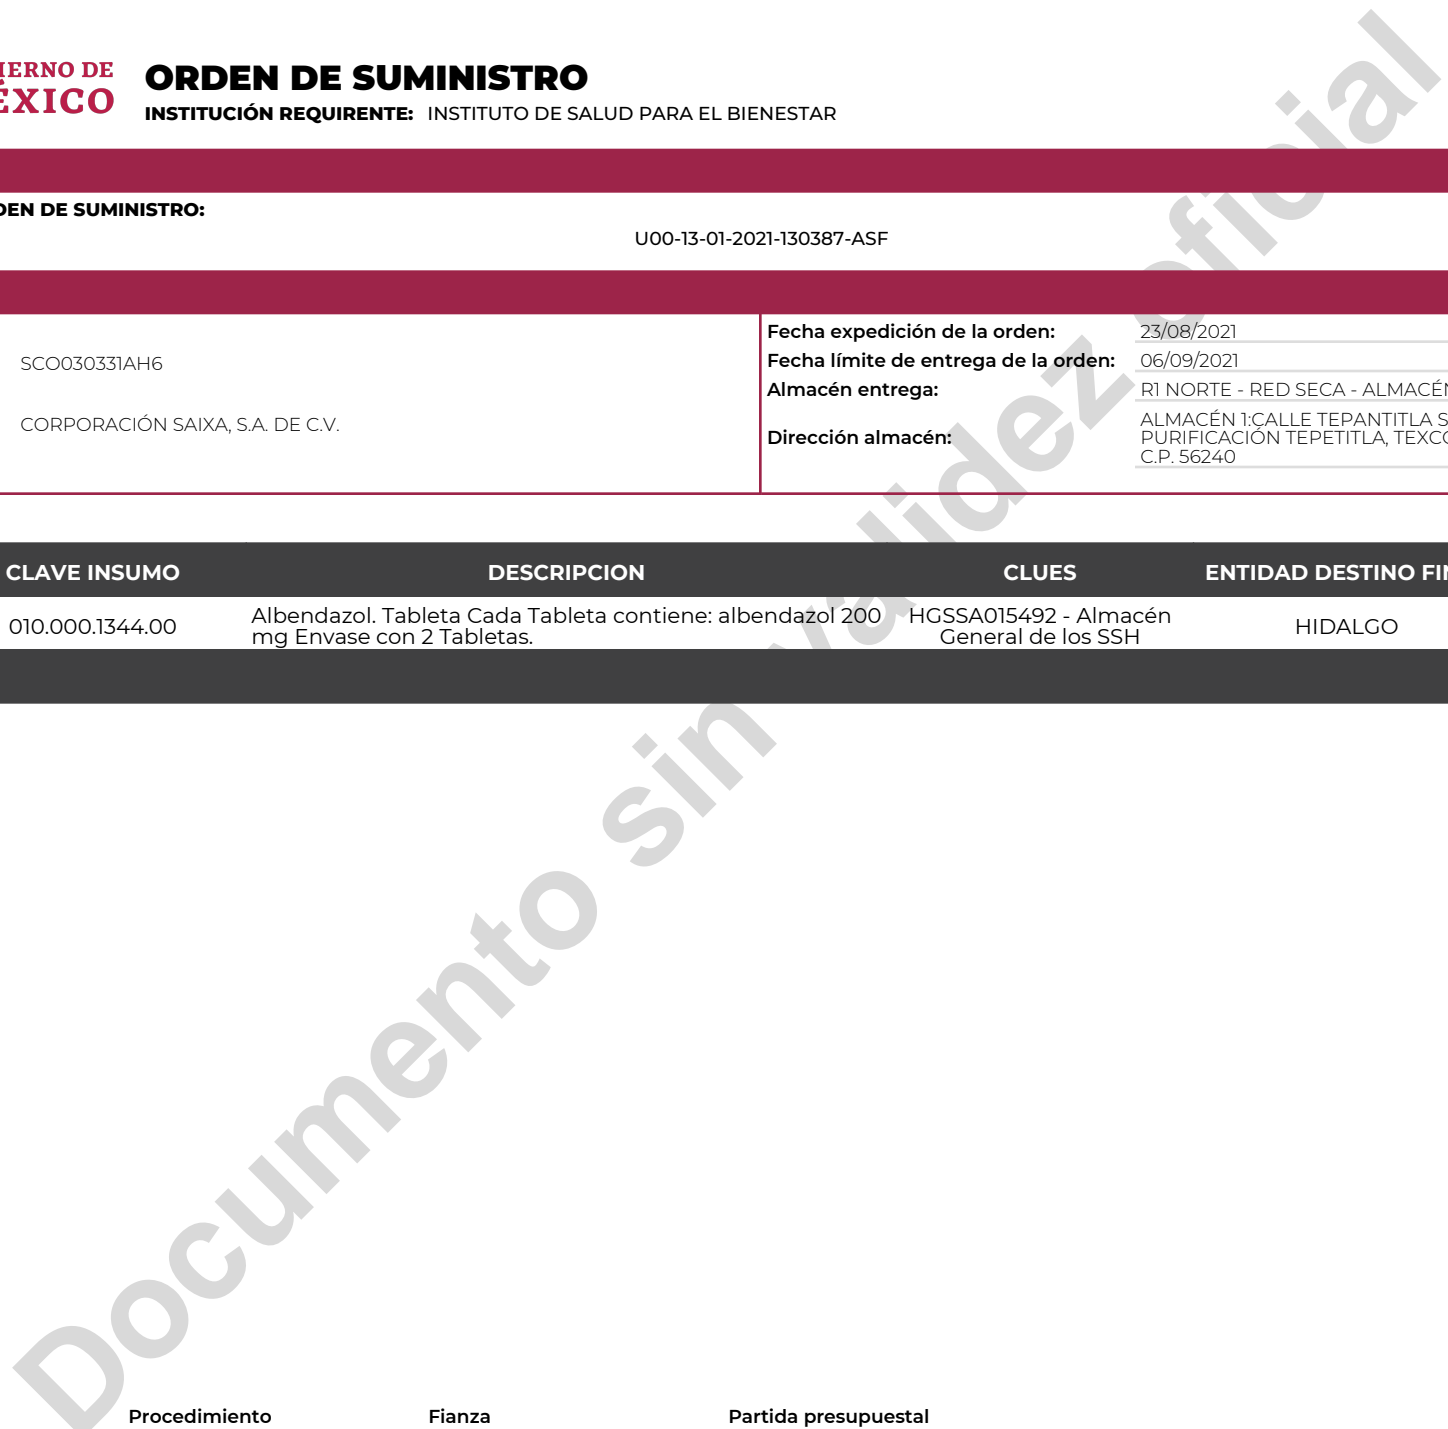 IERNO DE
ÉXICO
ORDEN DE SUMINISTRO
INSTITUCIÓN REQUIRENTE: INSTITUTO DE SALUD PARA EL BIENESTAR
DEN DE SUMINISTRO:
U00-13-01-2021-130387-ASF
SCO030331AH6
CORPORACIÓN SAIXA, S.A. DE C.V.
Fecha expedición de la orden: 23/08/2021
Fecha límite de entrega de la orden: 06/09/2021
Almacén entrega: R1 NORTE - RED SECA - ALMACÉN
Dirección almacén: ALMACÉN 1:CALLE TEPANTITLA S
PURIFICACIÓN TEPETITLA, TEXCO
C.P. 56240
CLAVE INSUMO DESCRIPCION CLUES ENTIDAD DESTINO FIN
010.000.1344.00 Albendazol. Tableta Cada Tableta contiene: albendazol 200 HGSSA015492 - Almacén HIDALGO
mg Envase con 2 Tabletas. General de los SSH
Documento sin validez oficial
Procedimiento Fianza Partida presupuestal